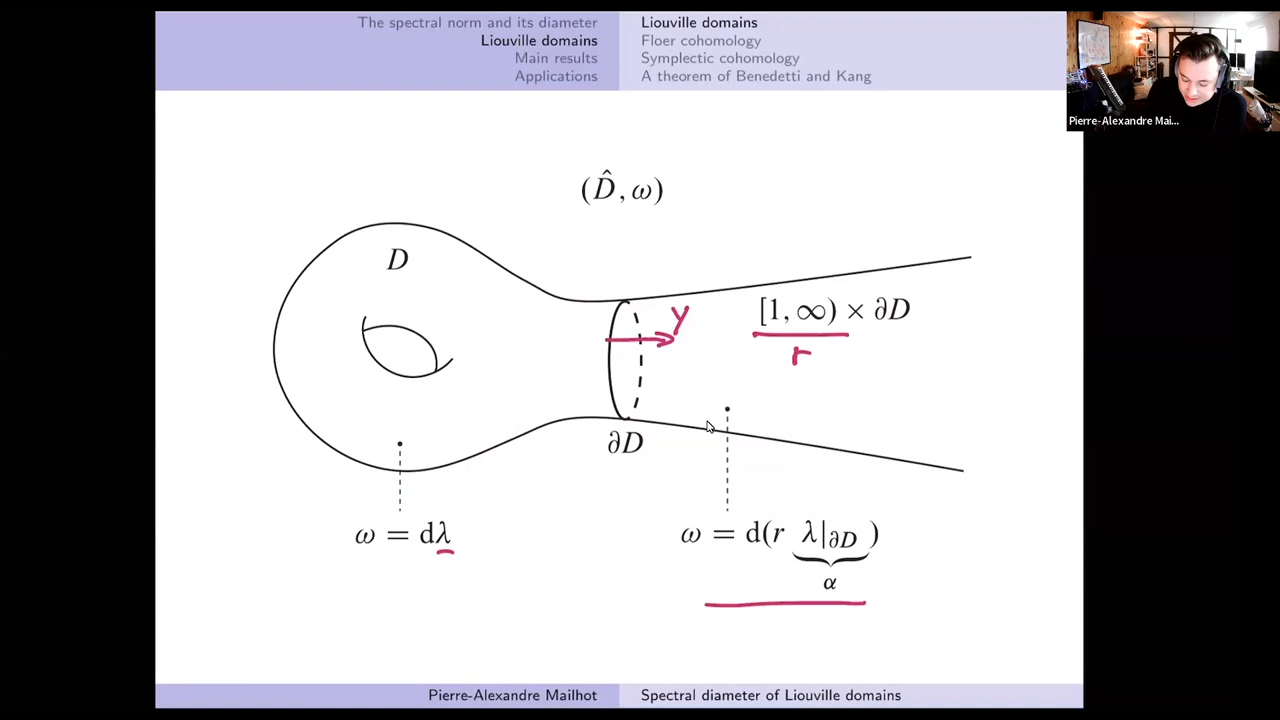 The spectral norm and its diameter
Liouville domains
Main results
Applications
Liouville domains
Floer cohomology
Symplectic cohomology
A theorem of Benedetti and Kang
Pierre-Alexandre Mai...
(D̂, ω)
D
Y
[1, ∞) × ∂D
r
∂D
ω = dλ
ω = d(r λ|∂D)
α
Pierre-Alexandre Mailhot
Spectral diameter of Liouville domains